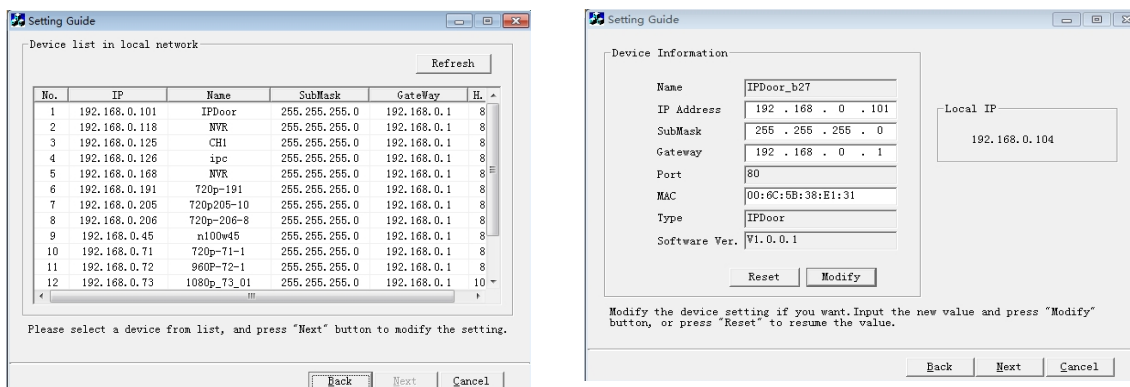 Setting Guide
Device list in local network
Refresh
No. IP Name SubMask GateWay H.
1 192.168.0.101 IPDoor 255.255.255.0 192.168.0.1 8
2 192.168.0.118 NVR 255.255.255.0 192.168.0.1 8
3 192.168.0.125 CH1 255.255.255.0 192.168.0.1 8
4 192.168.0.126 ipc 255.255.255.0 192.168.0.1 8
5 192.168.0.168 NVR 255.255.255.0 192.168.0.1 8
6 192.168.0.191 720p-191 255.255.255.0 192.168.0.1 8
7 192.168.0.205 720p205-10 255.255.255.0 192.168.0.1 8
8 192.168.0.206 720p-206-8 255.255.255.0 192.168.0.1 8
9 192.168.0.45 n100w45 255.255.255.0 192.168.0.1 8
10 192.168.0.71 720p-71-1 255.255.255.0 192.168.0.1 8
11 192.168.0.72 960P-72-1 255.255.255.0 192.168.0.1 8
12 192.168.0.73 1080p_73_01 255.255.255.0 192.168.0.1 10
Please select a device from list, and press "Next" button to modify the setting.
Back Next Cancel
Setting Guide
Device Information
Name IPDoor_b27
IP Address 192 . 168 . 0 . 101
SubMask 255 . 255 . 255 . 0
Gateway 192 . 168 . 0 . 1
Port 80
MAC 00:6C:5B:38:E1:31
Type IPDoor
Software Ver. V1.0.0.1
Reset Modify
Local IP
192.168.0.104
Modify the device setting if you want.Input the new value and press "Modify"
button, or press "Reset" to resume the value.
Back Next Cancel